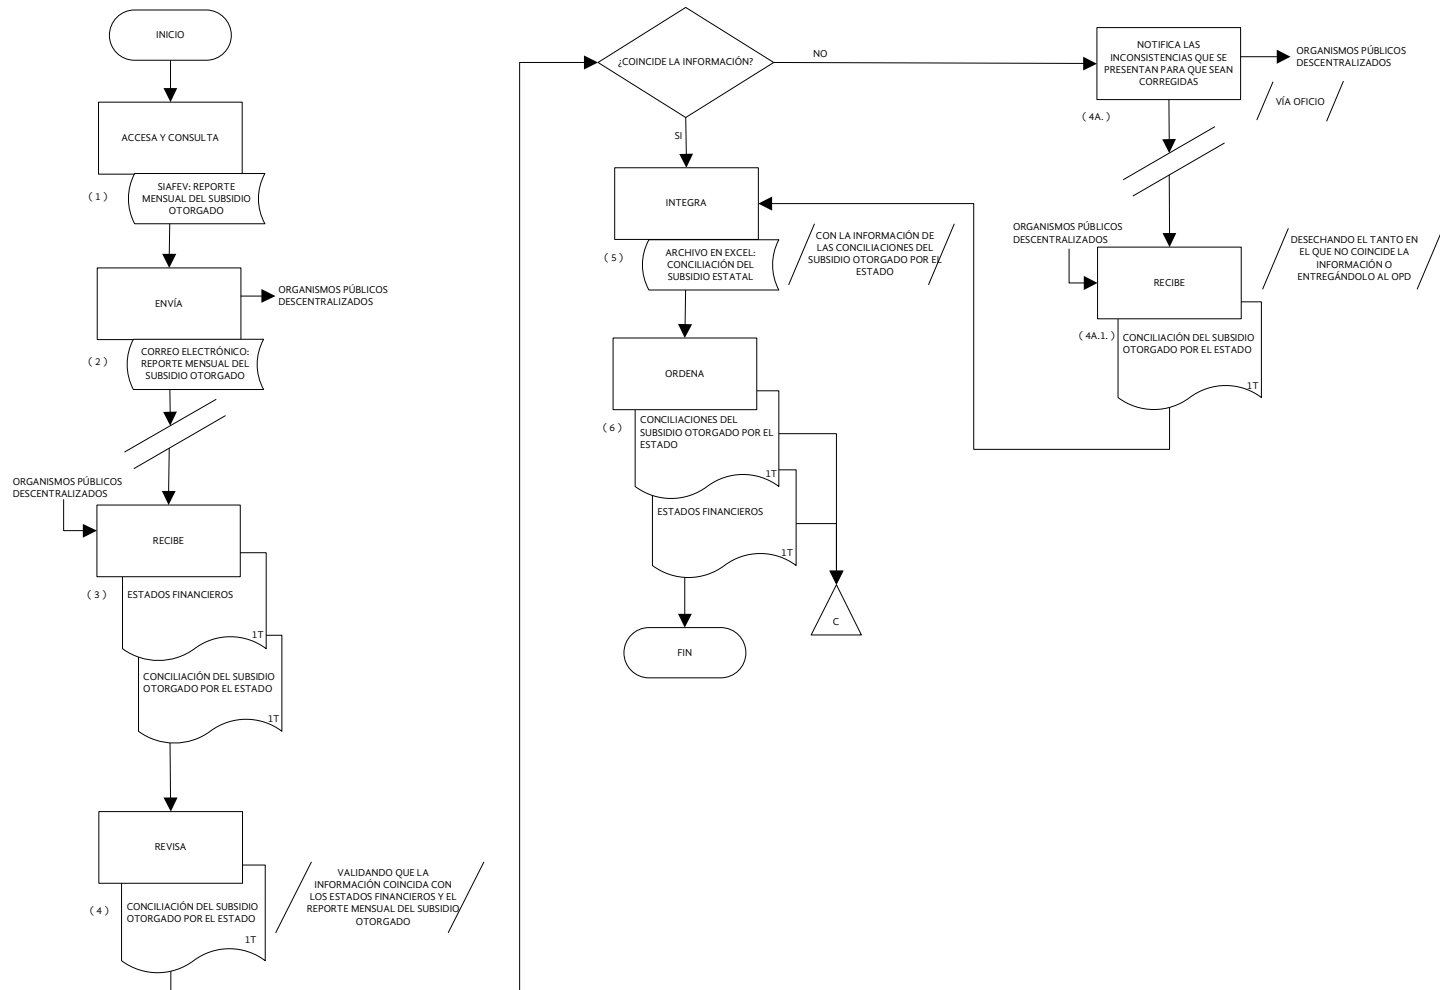 INICIO
ACCESA Y CONSULTA
( 1 )
SIAFEV: REPORTE
MENSUAL DEL SUBSIDIO
OTORGADO
ENVÍA
ORGANISMOS PÚBLICOS
DESCENTRALIZADOS
( 2 )
CORREO ELECTRÓNICO:
REPORTE MENSUAL DEL
SUBSIDIO OTORGADO
ORGANISMOS PÚBLICOS
DESCENTRALIZADOS
RECIBE
( 3 )
ESTADOS FINANCIEROS
1T
CONCILIACIÓN DEL SUBSIDIO
OTORGADO POR EL ESTADO
1T
REVISA
( 4 )
CONCILIACIÓN DEL SUBSIDIO
OTORGADO POR EL ESTADO
1T
VALIDANDO QUE LA
INFORMACIÓN COINCIDA CON
LOS ESTADOS FINANCIEROS Y EL
REPORTE MENSUAL DEL SUBSIDIO
OTORGADO
¿COINCIDE LA INFORMACIÓN?
NO
SI
INTEGRA
( 5 )
ARCHIVO EN EXCEL:
CONCILIACIÓN DEL
SUBSIDIO ESTATAL
CON LA INFORMACIÓN DE
LAS CONCILIACIONES DEL
SUBSIDIO OTORGADO POR EL
ESTADO
ORDENA
( 6 )
CONCILIACIONES DEL
SUBSIDIO OTORGADO POR EL
ESTADO
1T
ESTADOS FINANCIEROS
1T
C
FIN
NOTIFICA LAS
INCONSISTENCIAS QUE SE
PRESENTAN PARA QUE SEAN
CORREGIDAS
ORGANISMOS PÚBLICOS
DESCENTRALIZADOS
VÍA OFICIO
( 4A. )
ORGANISMOS PÚBLICOS
DESCENTRALIZADOS
RECIBE
DESECHANDO EL TANTO EN
EL QUE NO COINCIDE LA
INFORMACIÓN O
ENTREGÁNDOLO AL OPD
( 4A.1. )
CONCILIACIÓN DEL SUBSIDIO
OTORGADO POR EL ESTADO
1T